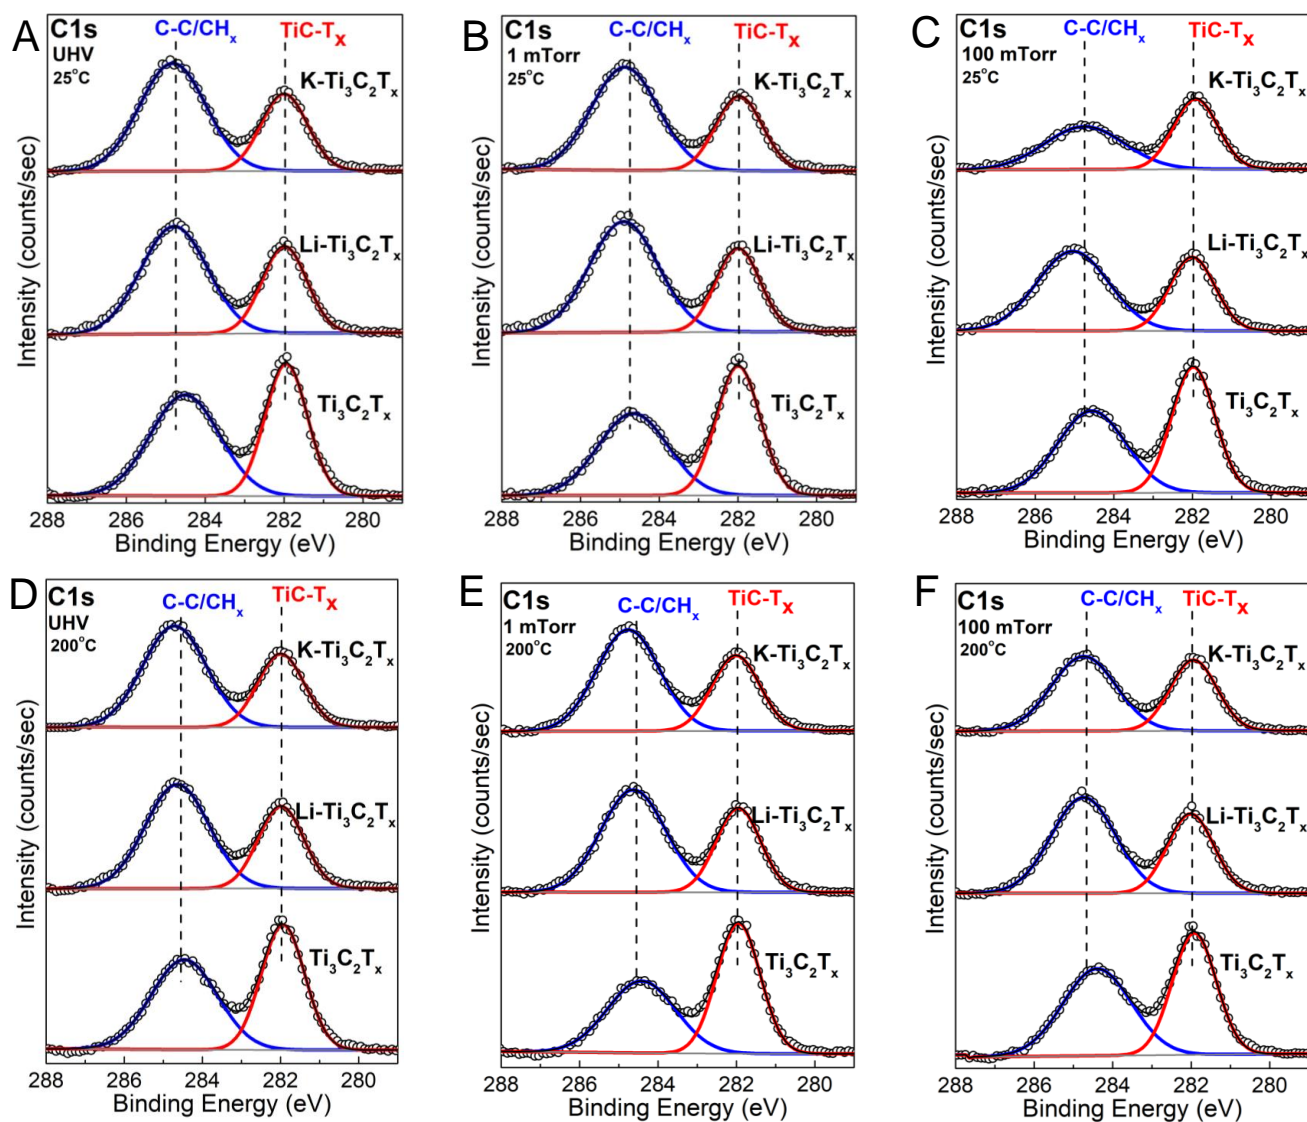 A
C1s
UHV
25°C
C-C/CHₓ
TiC-Tₓ
K-Ti₃C₂Tₓ
Li-Ti₃C₂Tₓ
Ti₃C₂Tₓ
Intensity (counts/sec)
288 286 284 282 280
Binding Energy (eV)
B
C1s
1 mTorr
25°C
C-C/CHₓ
TiC-Tₓ
K-Ti₃C₂Tₓ
Li-Ti₃C₂Tₓ
Ti₃C₂Tₓ
Intensity (counts/sec)
288 286 284 282 280
Binding Energy (eV)
C
C1s
100 mTorr
25°C
C-C/CHₓ
TiC-Tₓ
K-Ti₃C₂Tₓ
Li-Ti₃C₂Tₓ
Ti₃C₂Tₓ
Intensity (counts/sec)
288 286 284 282 280
Binding Energy (eV)
D
C1s
UHV
200°C
C-C/CHₓ
TiC-Tₓ
K-Ti₃C₂Tₓ
Li-Ti₃C₂Tₓ
Ti₃C₂Tₓ
Intensity (counts/sec)
288 286 284 282 280
Binding Energy (eV)
E
C1s
1 mTorr
200°C
C-C/CHₓ
TiC-Tₓ
K-Ti₃C₂Tₓ
Li-Ti₃C₂Tₓ
Ti₃C₂Tₓ
Intensity (counts/sec)
288 286 284 282 280
Binding Energy (eV)
F
C1s
100 mTorr
200°C
C-C/CHₓ
TiC-Tₓ
K-Ti₃C₂Tₓ
Li-Ti₃C₂Tₓ
Ti₃C₂Tₓ
Intensity (counts/sec)
288 286 284 282 280
Binding Energy (eV)